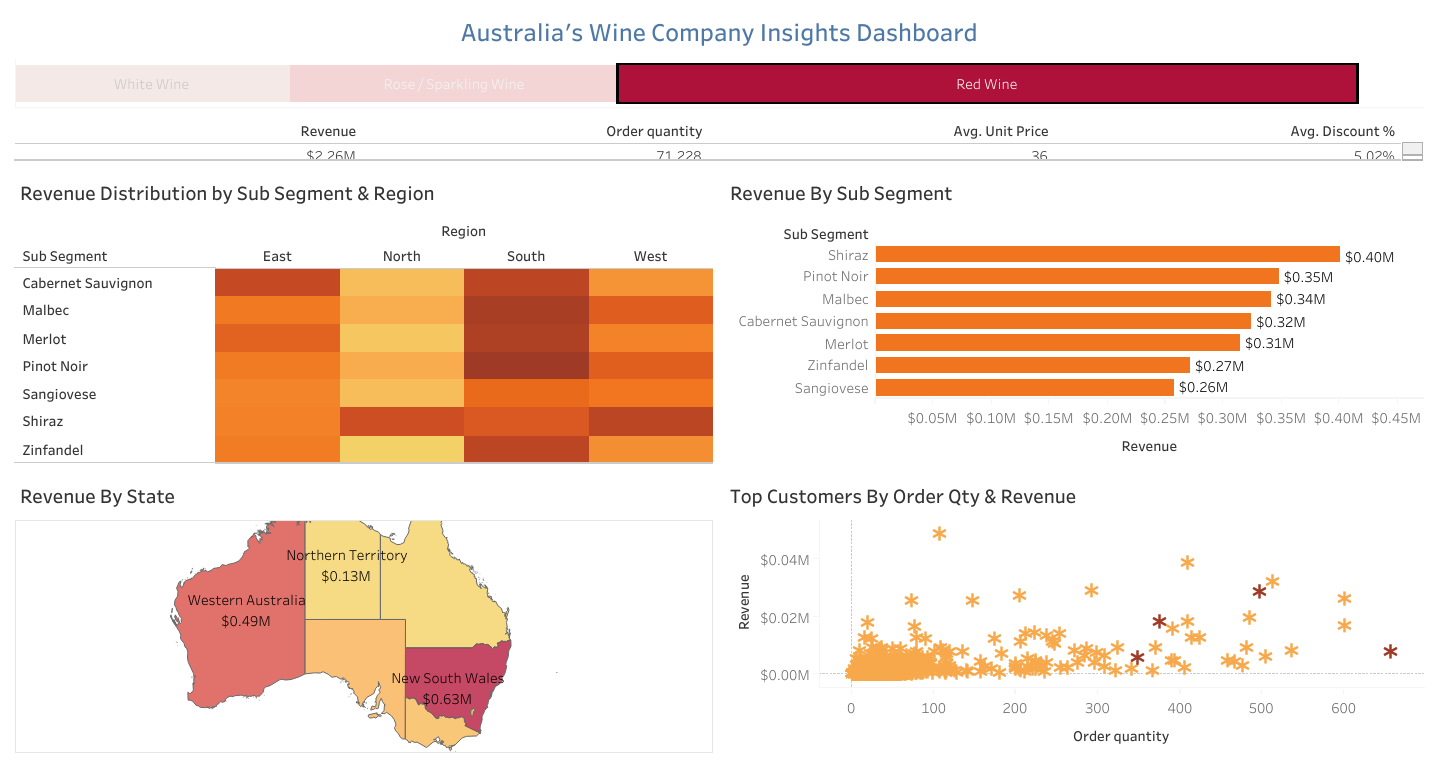 Australia's Wine Company Insights Dashboard
White Wine
Rose / Sparkling Wine
Red Wine
Revenue Order quantity Avg. Unit Price Avg. Discount %
$2.26M 71,228 36 5.02%
Revenue Distribution by Sub Segment & Region
Region
Sub Segment East North South West
Cabernet Sauvignon
Malbec
Merlot
Pinot Noir
Sangiovese
Shiraz
Zinfandel
Revenue By Sub Segment
Sub Segment
Shiraz $0.40M
Pinot Noir $0.35M
Malbec $0.34M
Cabernet Sauvignon $0.32M
Merlot $0.31M
Zinfandel $0.27M
Sangiovese $0.26M
$0.05M $0.10M $0.15M $0.20M $0.25M $0.30M $0.35M $0.40M $0.45M
Revenue
Revenue By State
Northern Territory
$0.13M
Western Australia
$0.49M
New South Wales
$0.63M
Top Customers By Order Qty & Revenue
Revenue
$0.04M
$0.02M
$0.00M
0 100 200 300 400 500 600
Order quantity